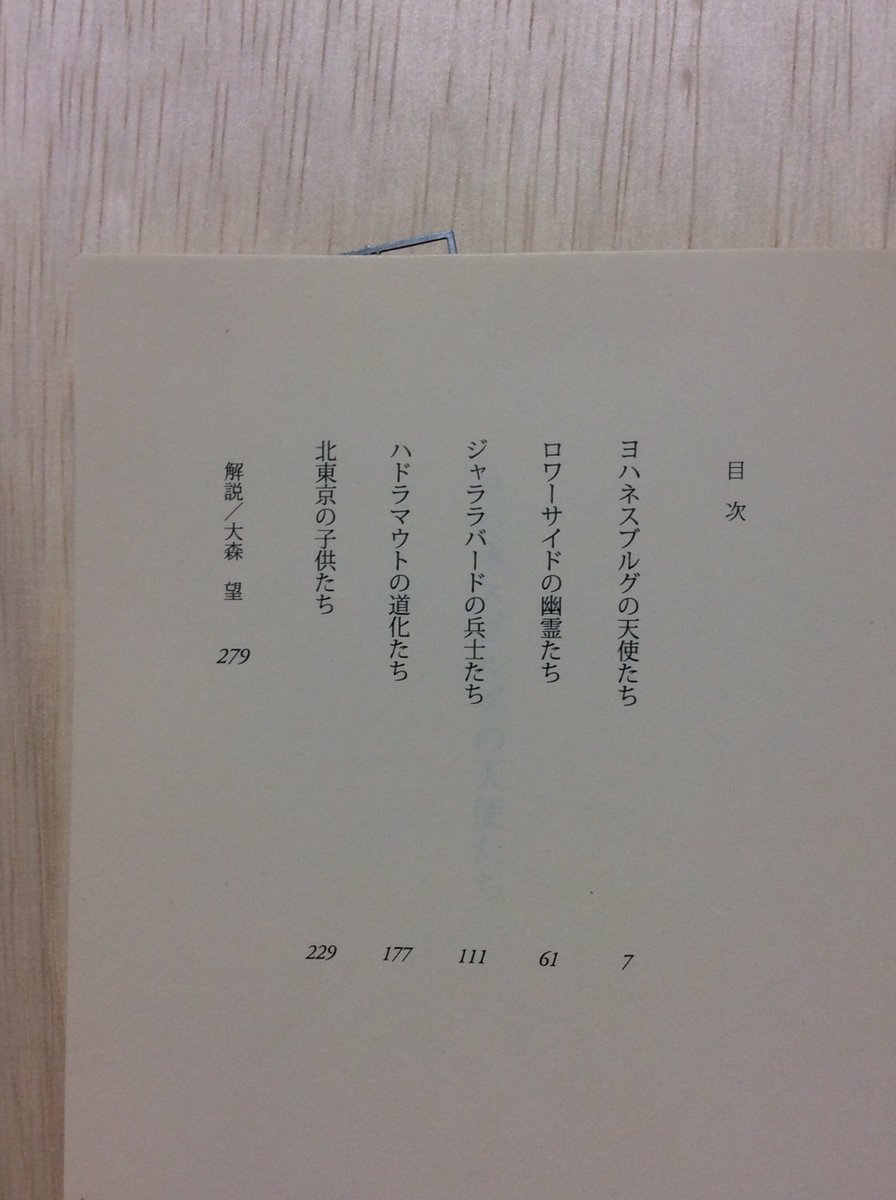 目次
ヨハネスブルグの天使たち 7
ロワーサイドの幽霊たち 61
ジャララバードの兵士たち 111
ハドラマウトの道化たち 177
北東京の子供たち 229
解説/大森 望 279